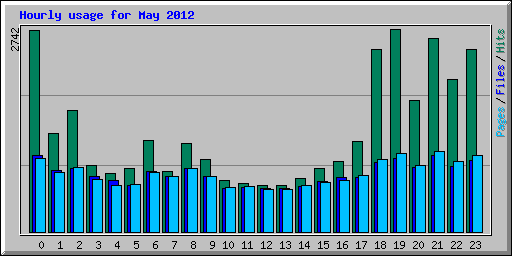 Hourly usage for May 2012
2742
Pages/Files/Hits
0 1 2 3 4 5 6 7 8 9 10 11 12 13 14 15 16 17 18 19 20 21 22 23